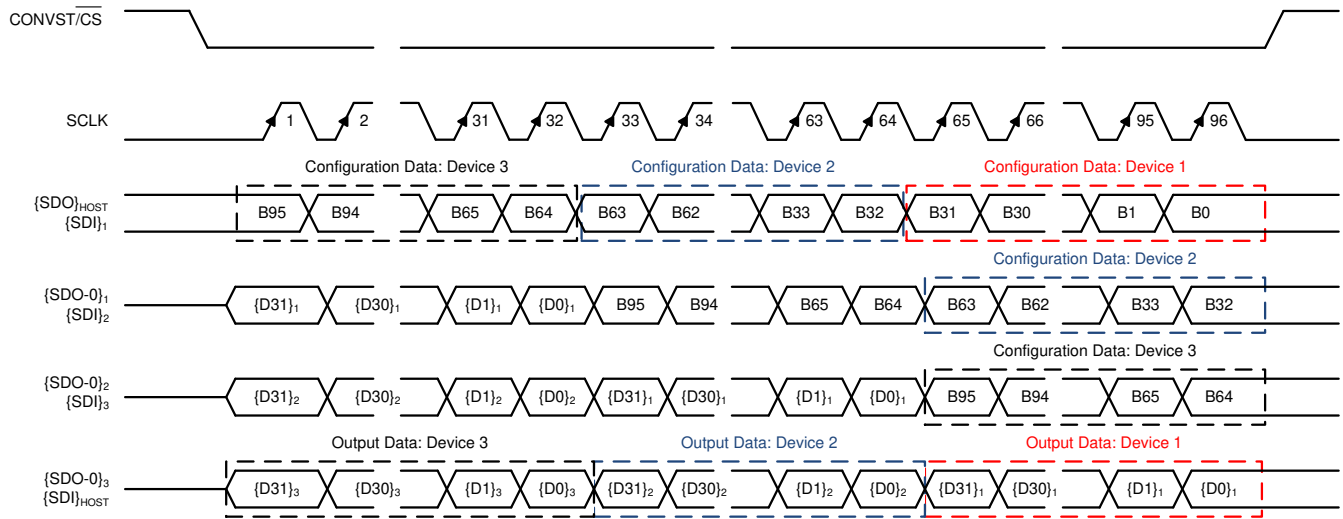 CONVST/CS
SCLK
1 2 31 32 33 34 63 64 65 66 95 96
Configuration Data: Device 3 Configuration Data: Device 2 Configuration Data: Device 1
{SDO}HOST
{SDI}1
B95 B94 B65 B64 B63 B62 B33 B32 B31 B30 B1 B0
Configuration Data: Device 2
{SDO-0}1
{SDI}2
{D31}1 {D30}1 {D1}1 {D0}1 B95 B94 B65 B64 B63 B62 B33 B32
Configuration Data: Device 3
{SDO-0}2
{SDI}3
{D31}2 {D30}2 {D1}2 {D0}2 {D31}1 {D30}1 {D1}1 {D0}1 B95 B94 B65 B64
Output Data: Device 3 Output Data: Device 2 Output Data: Device 1
{SDO-0}3
{SDI}HOST
{D31}3 {D30}3 {D1}3 {D0}3 {D31}2 {D30}2 {D1}2 {D0}2 {D31}1 {D30}1 {D1}1 {D0}1